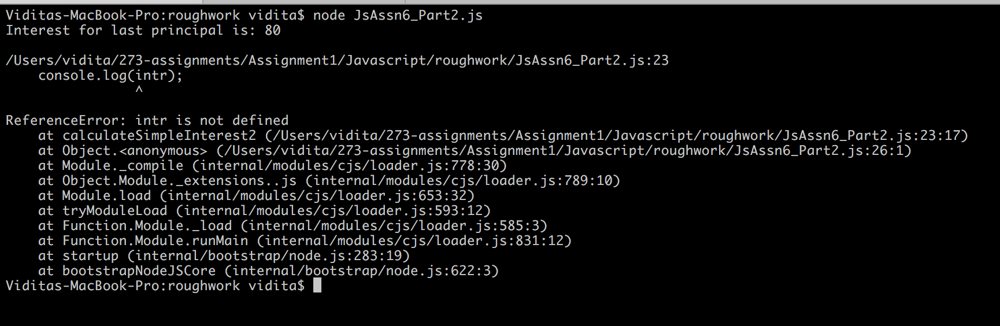 Viditas-MacBook-Pro:roughwork vidita$ node JsAssn6_Part2.js
Interest for last principal is: 80
/Users/vidita/273-assignments/Assignment1/Javascript/roughwork/JsAssn6_Part2.js:23
    console.log(intr);
                ^
ReferenceError: intr is not defined
    at calculateSimpleInterest2 (/Users/vidita/273-assignments/Assignment1/Javascript/roughwork/JsAssn6_Part2.js:23:17)
    at Object.<anonymous> (/Users/vidita/273-assignments/Assignment1/Javascript/roughwork/JsAssn6_Part2.js:26:1)
    at Module._compile (internal/modules/cjs/loader.js:778:30)
    at Object.Module._extensions..js (internal/modules/cjs/loader.js:789:10)
    at Module.load (internal/modules/cjs/loader.js:653:32)
    at tryModuleLoad (internal/modules/cjs/loader.js:593:12)
    at Function.Module._load (internal/modules/cjs/loader.js:585:3)
    at Function.Module.runMain (internal/modules/cjs/loader.js:831:12)
    at startup (internal/bootstrap/node.js:283:19)
    at bootstrapNodeJSCore (internal/bootstrap/node.js:622:3)
Viditas-MacBook-Pro:roughwork vidita$